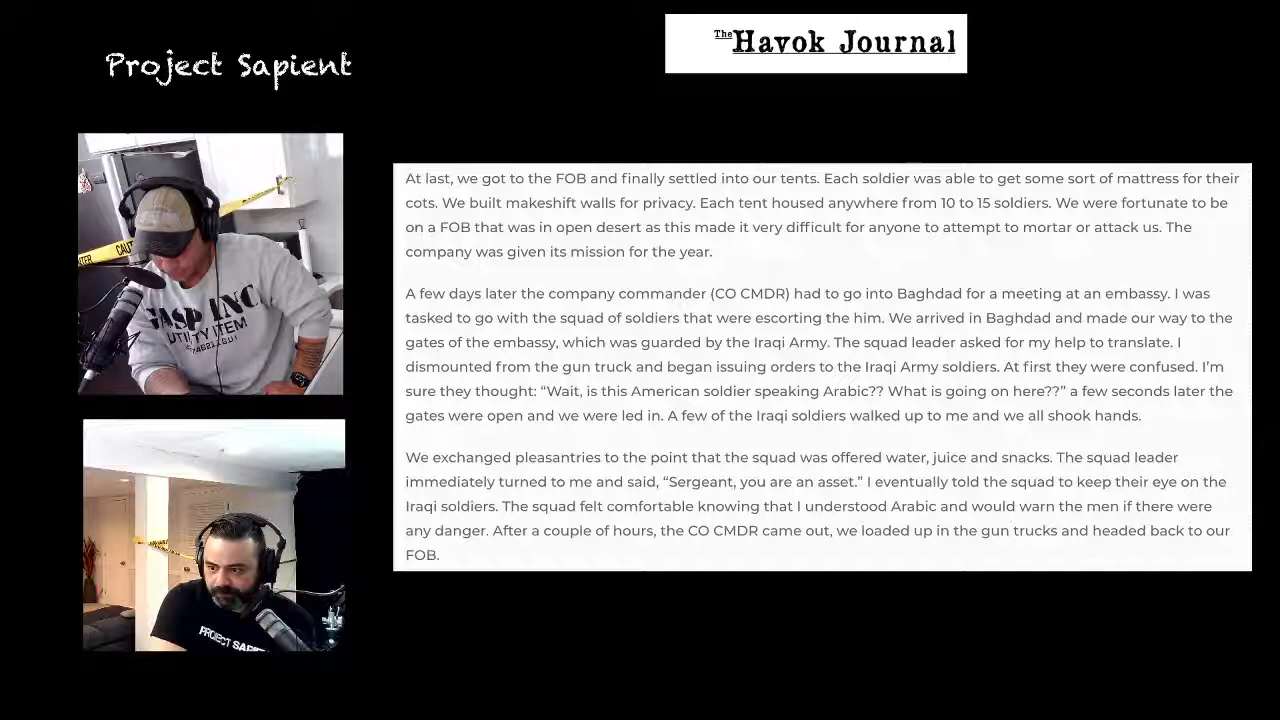 Project Sapient
The Havok Journal
CAUT
GASP INC.
UTILITY ITEM
PROJECT SAPIE
At last, we got to the FOB and finally settled into our tents. Each soldier was able to get some sort of mattress for their
cots. We built makeshift walls for privacy. Each tent housed anywhere from 10 to 15 soldiers. We were fortunate to be
on a FOB that was in open desert as this made it very difficult for anyone to attempt to mortar or attack us. The
company was given its mission for the year.
A few days later the company commander (CO CMDR) had to go into Baghdad for a meeting at an embassy. I was
tasked to go with the squad of soldiers that were escorting the him. We arrived in Baghdad and made our way to the
gates of the embassy, which was guarded by the Iraqi Army. The squad leader asked for my help to translate. I
dismounted from the gun truck and began issuing orders to the Iraqi Army soldiers. At first they were confused. I’m
sure they thought: “Wait, is this American soldier speaking Arabic?? What is going on here??” a few seconds later the
gates were open and we were led in. A few of the Iraqi soldiers walked up to me and we all shook hands.
We exchanged pleasantries to the point that the squad was offered water, juice and snacks. The squad leader
immediately turned to me and said, “Sergeant, you are an asset.” I eventually told the squad to keep their eye on the
Iraqi soldiers. The squad felt comfortable knowing that I understood Arabic and would warn the men if there were
any danger. After a couple of hours, the CO CMDR came out, we loaded up in the gun trucks and headed back to our
FOB.